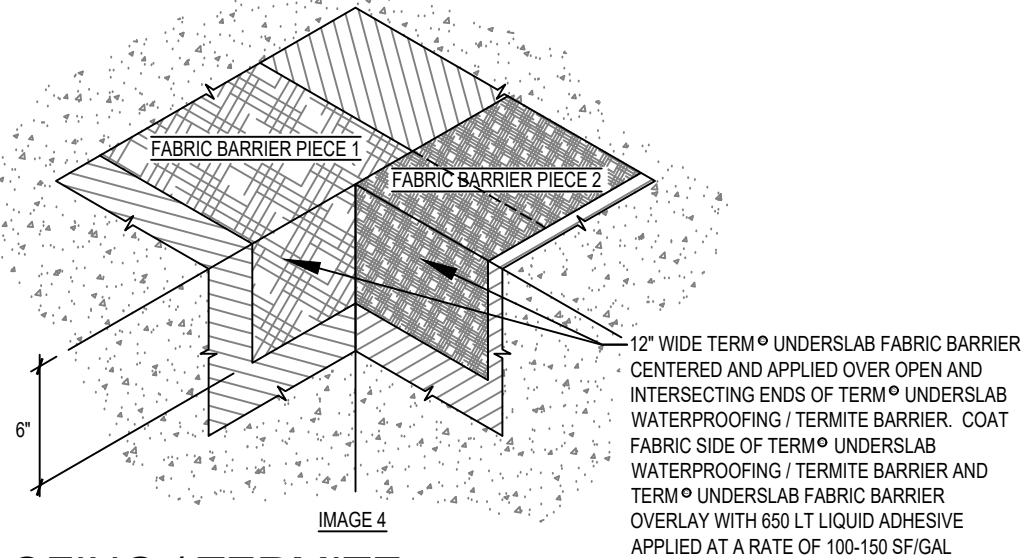 FABRIC BARRIER PIECE 1
FABRIC BARRIER PIECE 2
12" WIDE TERM® UNDERSLAB FABRIC BARRIER
CENTERED AND APPLIED OVER OPEN AND
INTERSECTING ENDS OF TERM® UNDERSLAB
WATERPROOFING / TERMITE BARRIER. COAT
FABRIC SIDE OF TERM® UNDERSLAB
WATERPROOFING / TERMITE BARRIER AND
TERM® UNDERSLAB FABRIC BARRIER
OVERLAY WITH 650 LT LIQUID ADHESIVE
APPLIED AT A RATE OF 100-150 SF/GAL
6"
IMAGE 4